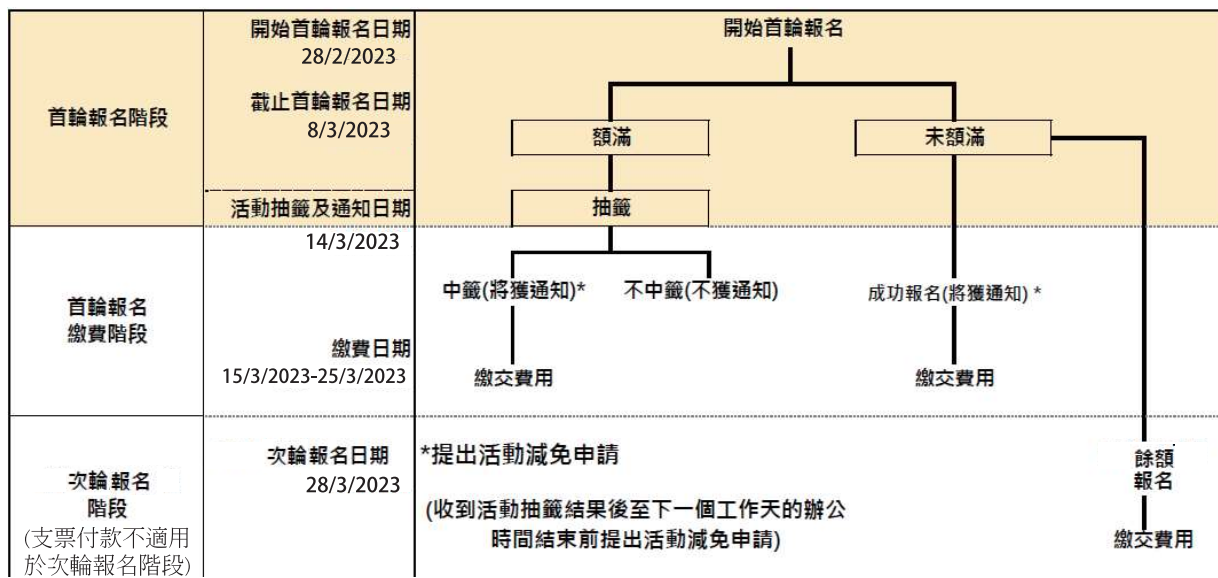 首輪報名階段
開始首輪報名日期
28/2/2023
截止首輪報名日期
8/3/2023
活動抽籤及通知日期
14/3/2023
開始首輪報名
額滿
未額滿
抽籤
首輪報名
繳費階段
繳費日期
15/3/2023-25/3/2023
中籤(將獲通知)*
不中籤(不獲通知)
成功報名(將獲通知) *
繳交費用
繳交費用
次輪報名
階段
(支票付款不適用
於次輪報名階段)
次輪報名日期
28/3/2023
*提出活動減免申請
(收到活動抽籤結果後至下一個工作天的辦公
時間結束前提出活動減免申請)
餘額
報名
繳交費用